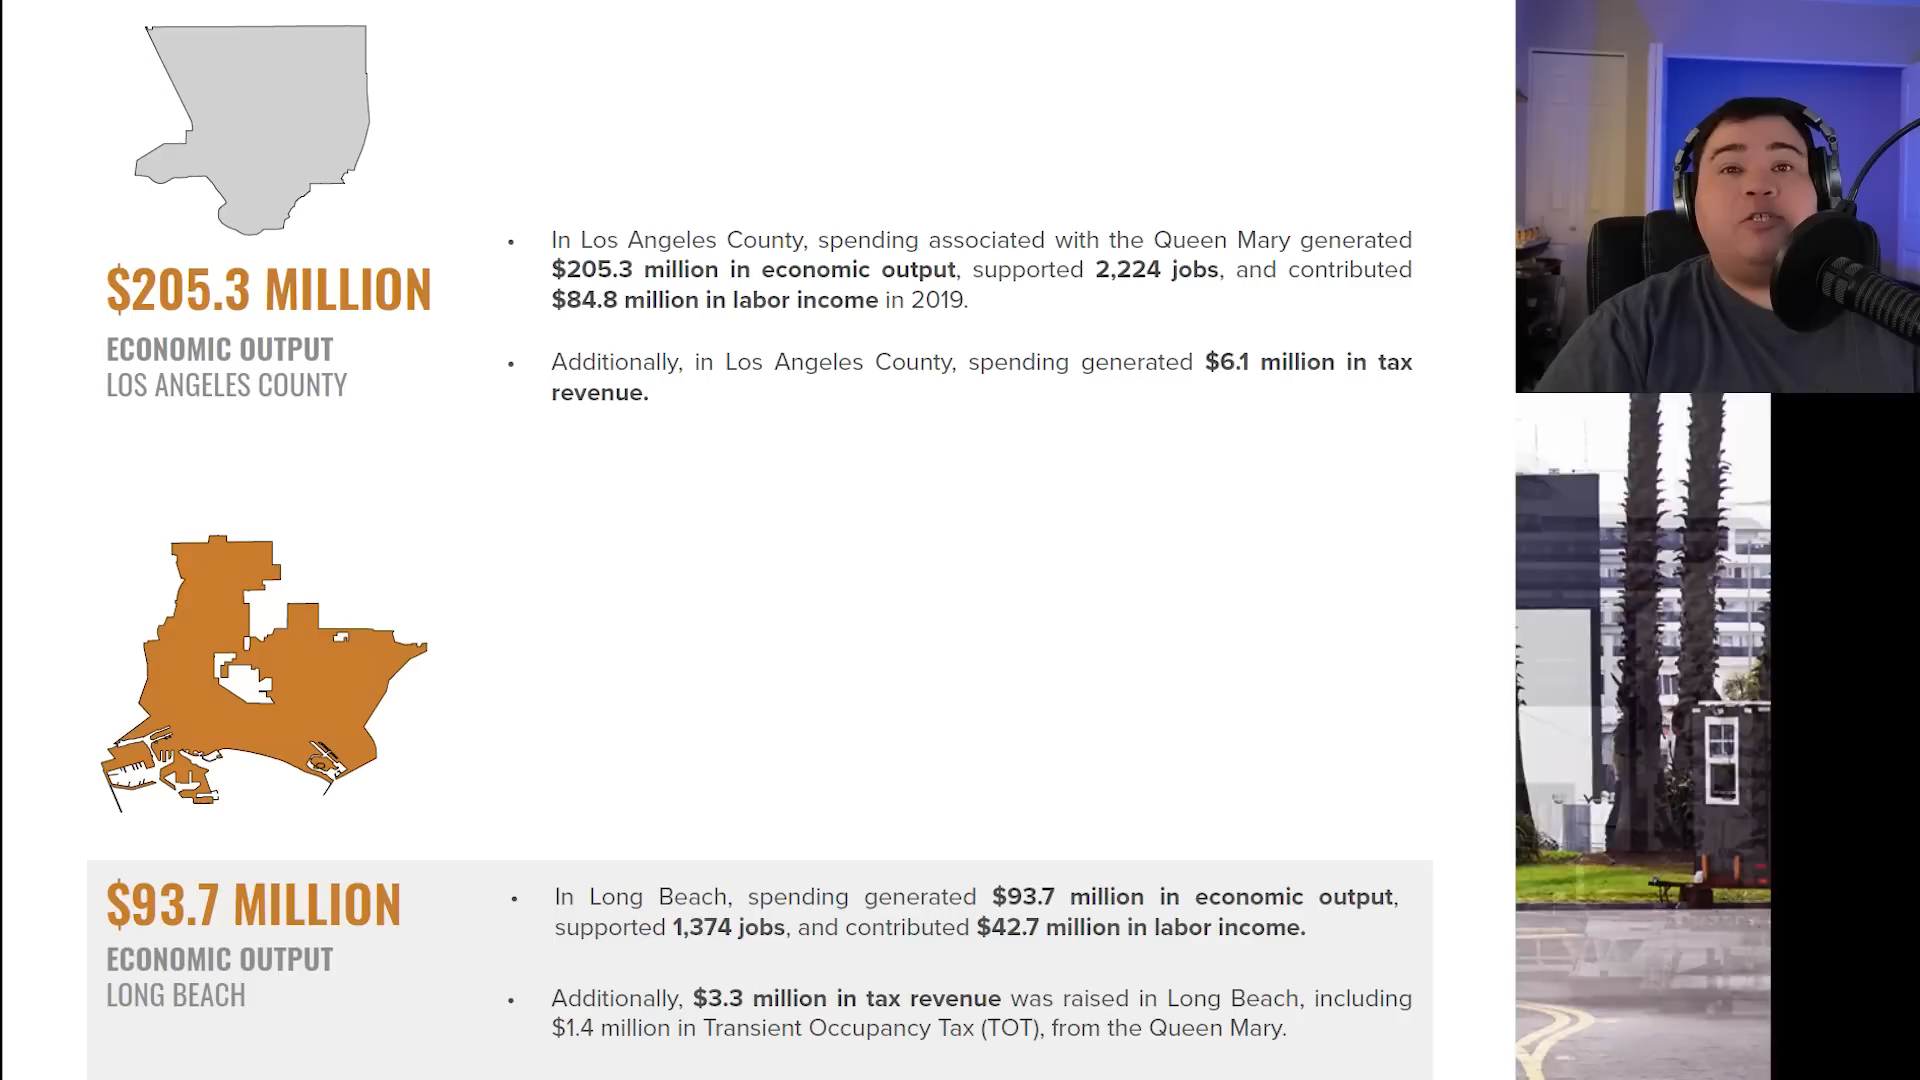 $205.3 MILLION
ECONOMIC OUTPUT
LOS ANGELES COUNTY
• In Los Angeles County, spending associated with the Queen Mary generated
$205.3 million in economic output, supported 2,224 jobs, and contributed
$84.8 million in labor income in 2019.
• Additionally, in Los Angeles County, spending generated $6.1 million in tax
revenue.
$93.7 MILLION
ECONOMIC OUTPUT
LONG BEACH
• In Long Beach, spending generated $93.7 million in economic output,
supported 1,374 jobs, and contributed $42.7 million in labor income.
• Additionally, $3.3 million in tax revenue was raised in Long Beach, including
$1.4 million in Transient Occupancy Tax (TOT), from the Queen Mary.